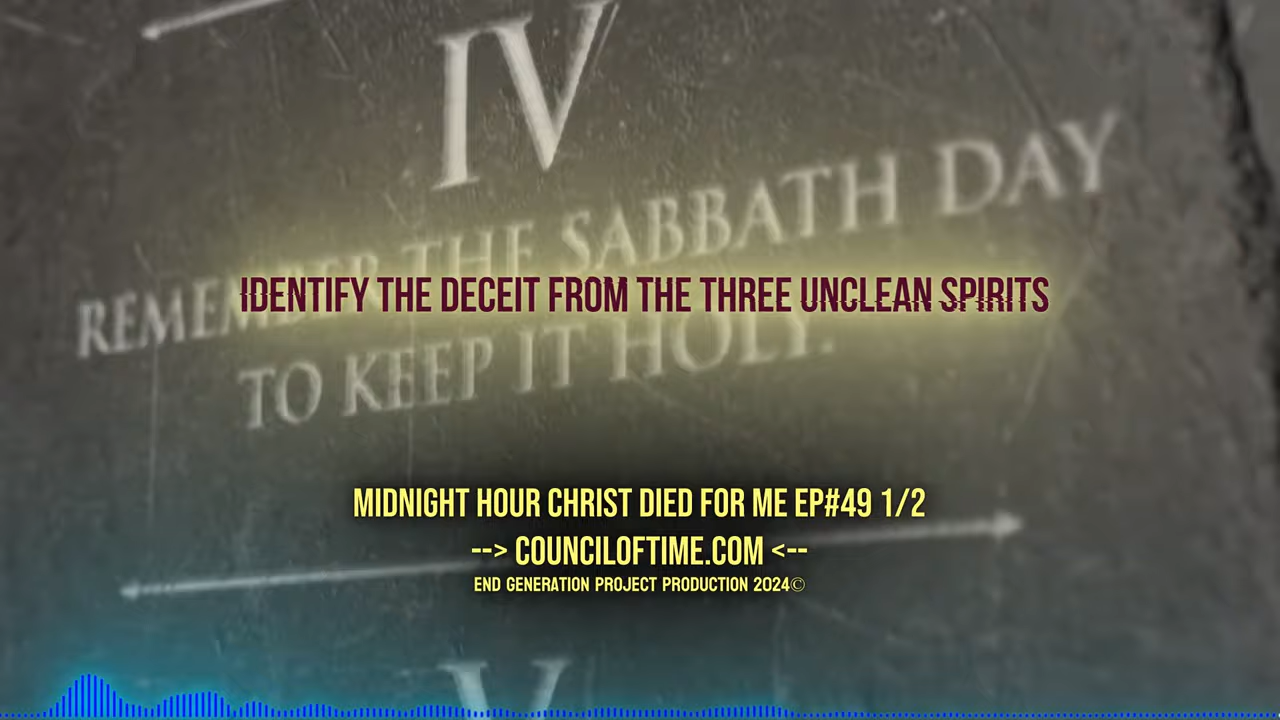 IV
REMEMBER THE SABBATH DAY
TO KEEP IT HOLY.
IDENTIFY THE DECEIT FROM THE THREE UNCLEAN SPIRITS
MIDNIGHT HOUR CHRIST DIED FOR ME EP#49 1/2
--> COUNCILOFTIME.COM <--
END GENERATION PROJECT PRODUCTION 2024©
V